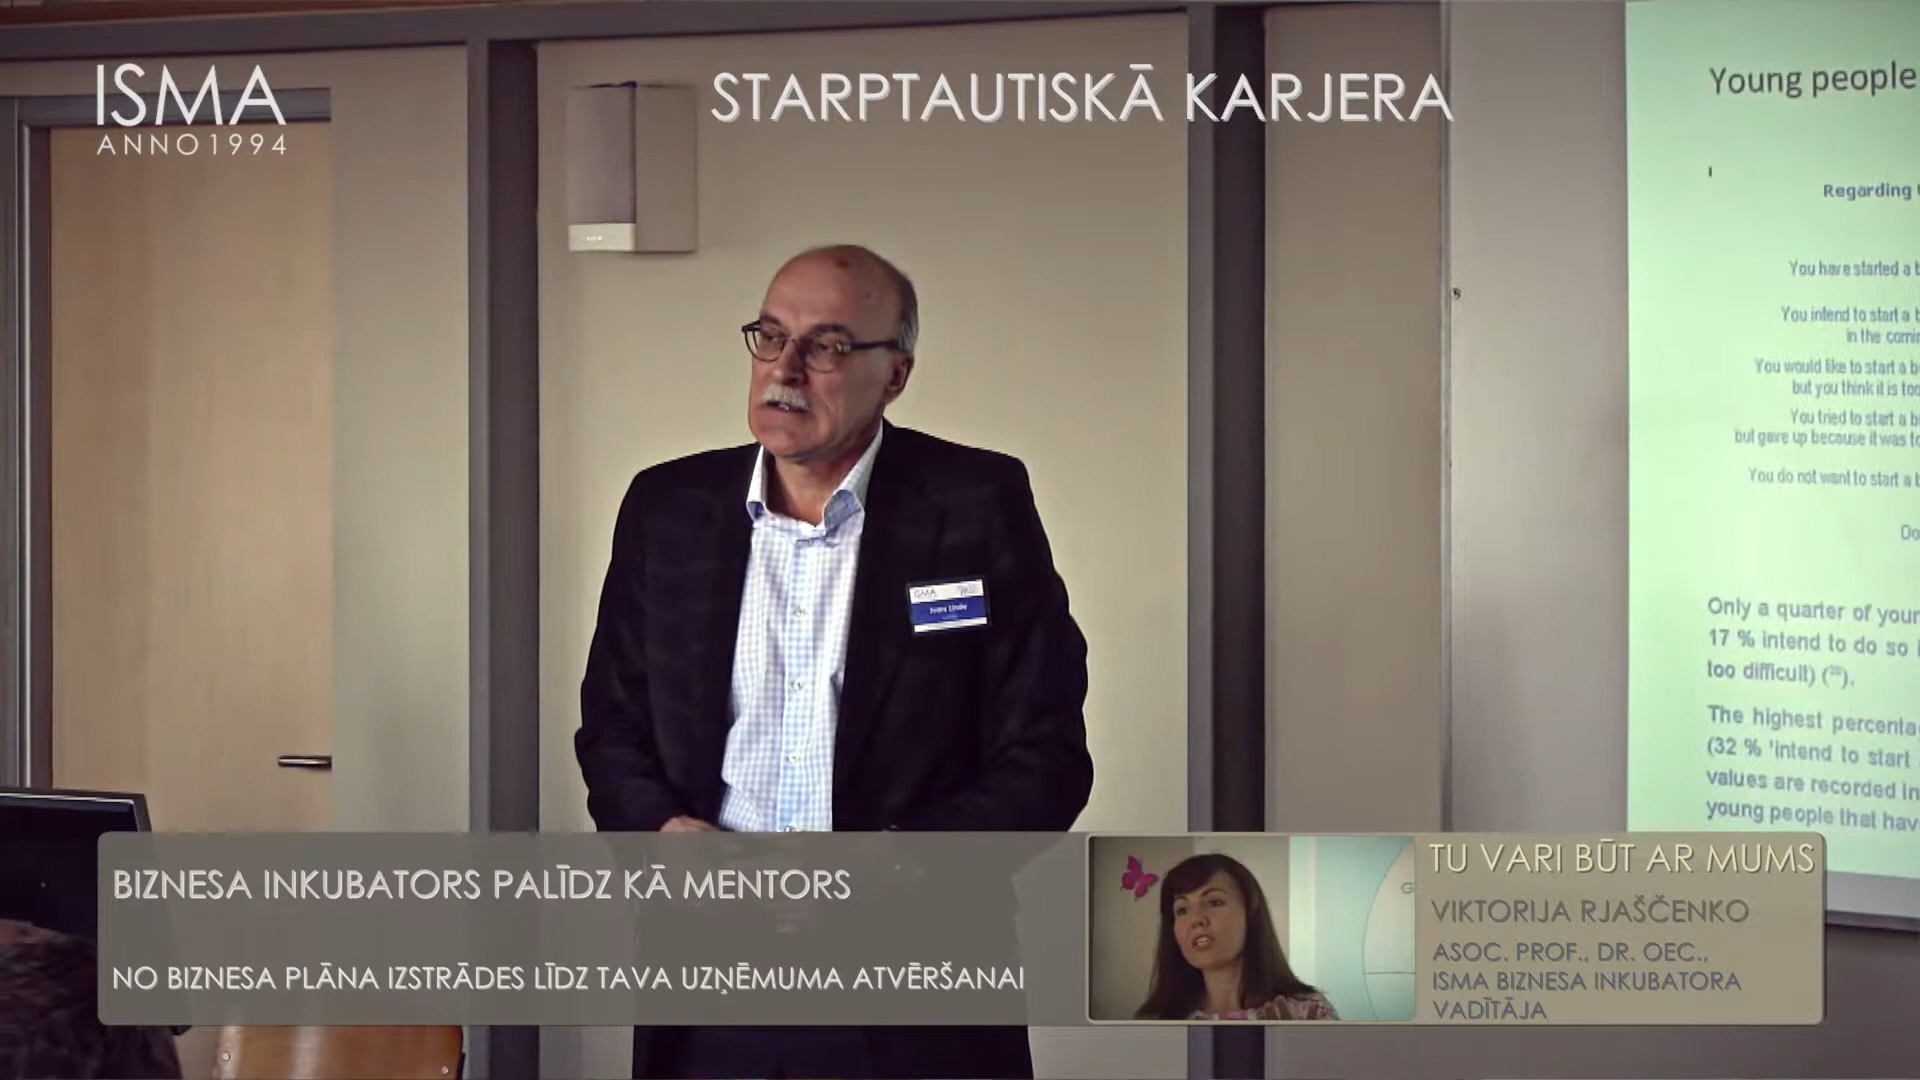 ISMA
ANNO1994
STARPTAUTISKĀ KARJERA
Young people
Regarding
You have started a b
You intend to start a b
in the comin
You would like to start a b
but you think it is too
You tried to start a b
but gave up because it was to
You do not want to start a b
Do
Only a quarter of your
17 % intend to do so i
too difficult) (
The highest percenta
(32 % 'intend to start
values are recorded in
young people that hav
BIZNESA INKUBATORS PALĪDZ KĀ MENTORS
NO BIZNESA PLĀNA IZSTRĀDES LĪDZ TAVA UZŅĒMUMA ATVĒRŠANAI
TU VARI BŪT AR MUMS
VIKTORIJA RJAŠČENKO
ASOC. PROF., DR. OEC.,
ISMA BIZNESA INKUBATORA
VADĪTĀJA